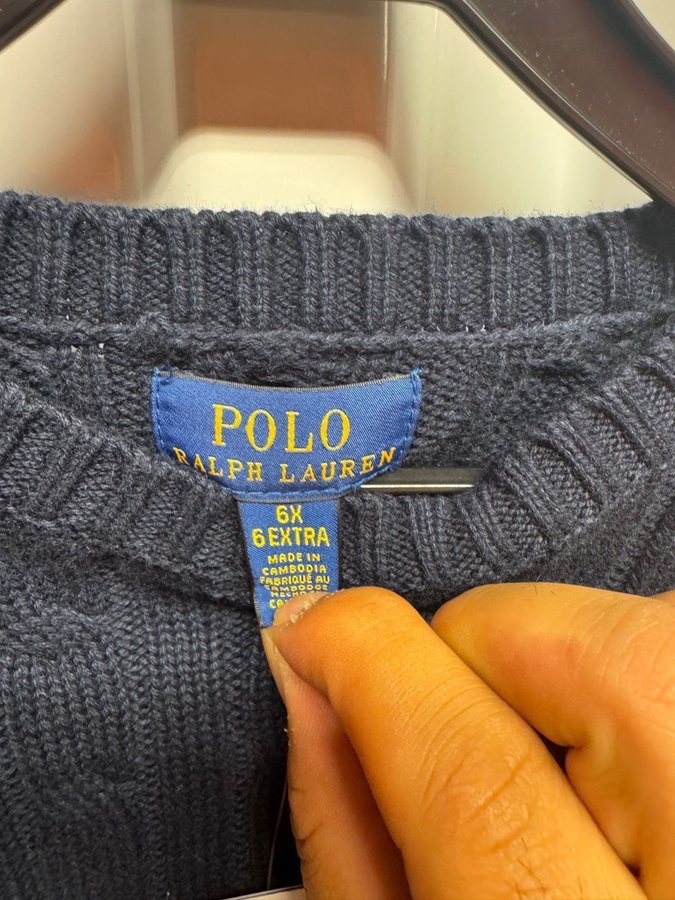 POLO
RALPH LAUREN
6X
6 EXTRA
MADE IN
CAMBODIA
FABRIQUÉ AU
CAMBODGE